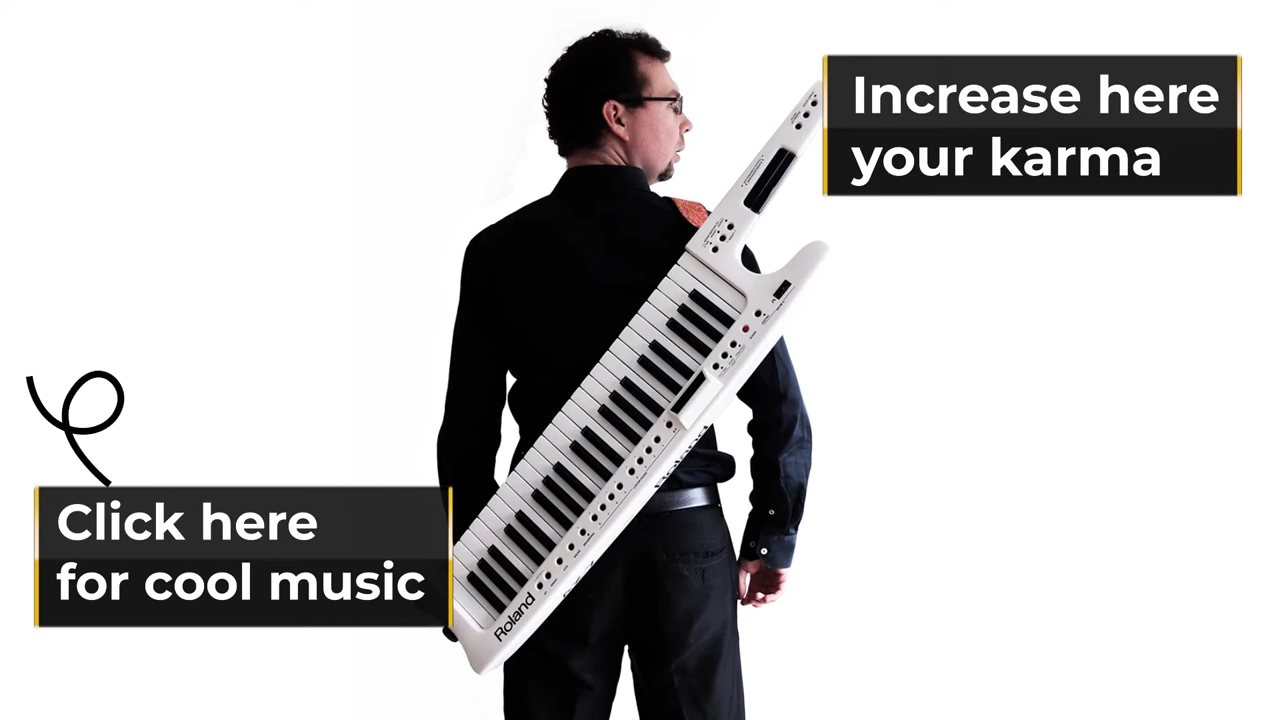 Increase here
your karma
Click here
for cool music
Roland